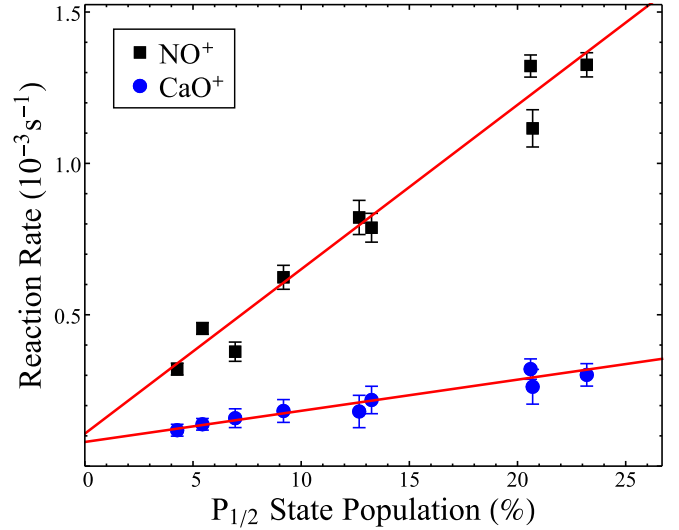 1.5
1.0
0.5
Reaction Rate (10⁻³s⁻¹)
NO⁺
CaO⁺
0 5 10 15 20 25
P₁/₂ State Population (%)